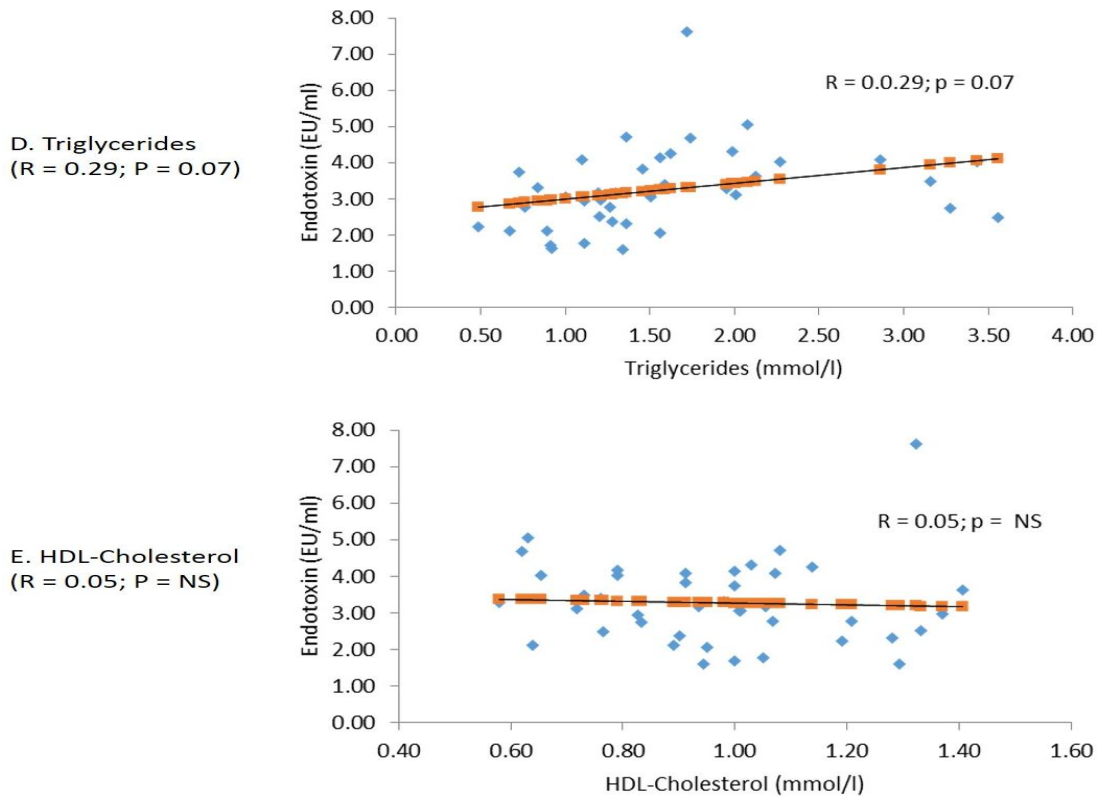 D. Triglycerides
(R = 0.29; P = 0.07)
Endotoxin (EU/ml)
8.00
7.00
6.00
5.00
4.00
3.00
2.00
1.00
0.00
R = 0.0.29; p = 0.07
0.00 0.50 1.00 1.50 2.00 2.50 3.00 3.50 4.00
Triglycerides (mmol/l)
E. HDL-Cholesterol
(R = 0.05; P = NS)
Endotoxin (EU/ml)
8.00
7.00
6.00
5.00
4.00
3.00
2.00
1.00
0.00
R = 0.05; p = NS
0.40 0.60 0.80 1.00 1.20 1.40 1.60
HDL-Cholesterol (mmol/l)